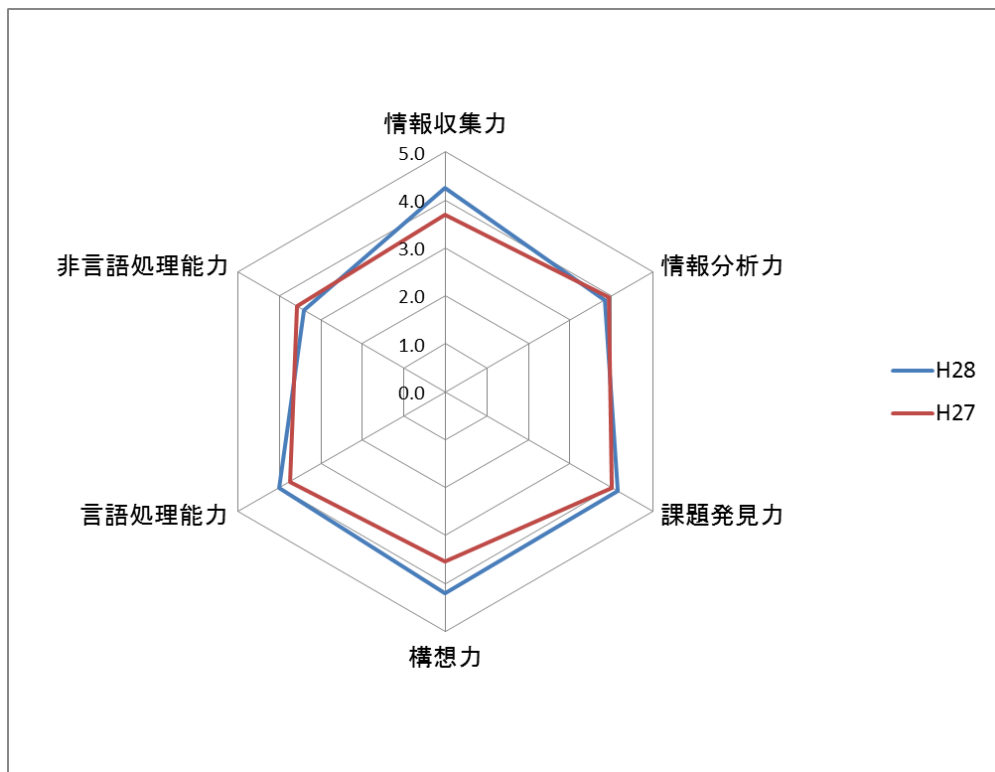 情報収集力
5.0
4.0
3.0
2.0
1.0
0.0
情報分析力
課題発見力
構想力
言語処理能力
非言語処理能力
H28
H27